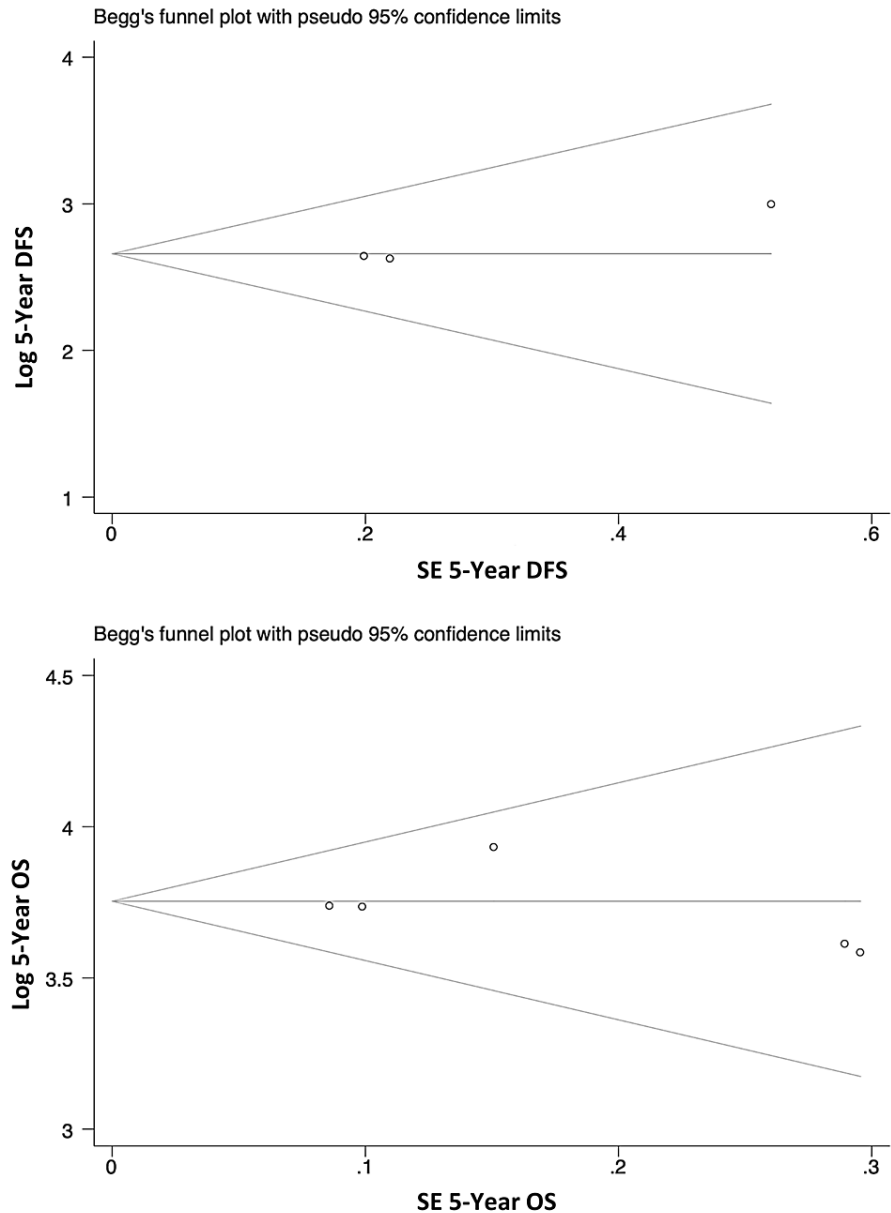 Begg's funnel plot with pseudo 95% confidence limits
4
3
2
1
Log 5-Year DFS
0
.2
.4
.6
SE 5-Year DFS
Begg's funnel plot with pseudo 95% confidence limits
4.5
4
3.5
3
Log 5-Year OS
0
.1
.2
.3
SE 5-Year OS